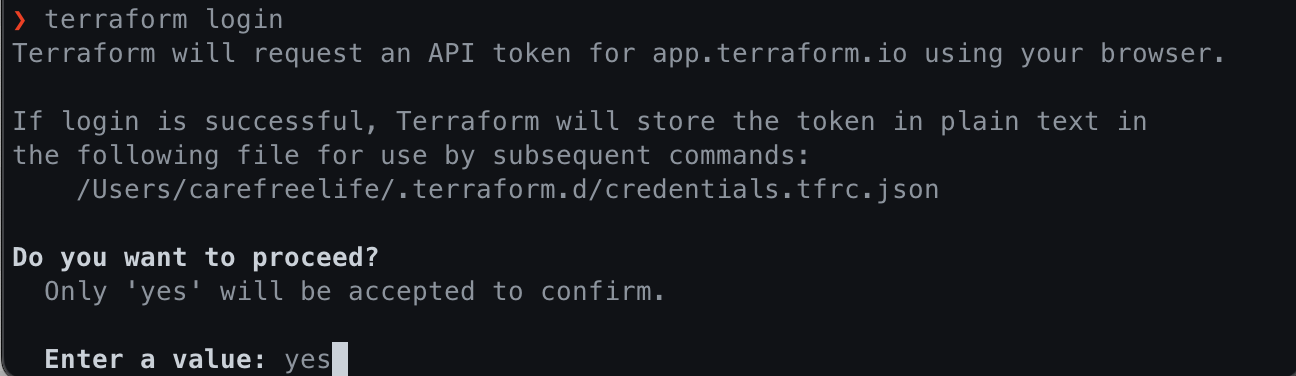 ❯ terraform login
Terraform will request an API token for app.terraform.io using your browser.
If login is successful, Terraform will store the token in plain text in
the following file for use by subsequent commands:
/Users/carefreelife/.terraform.d/credentials.tfrc.json
Do you want to proceed?
Only 'yes' will be accepted to confirm.
Enter a value: yes